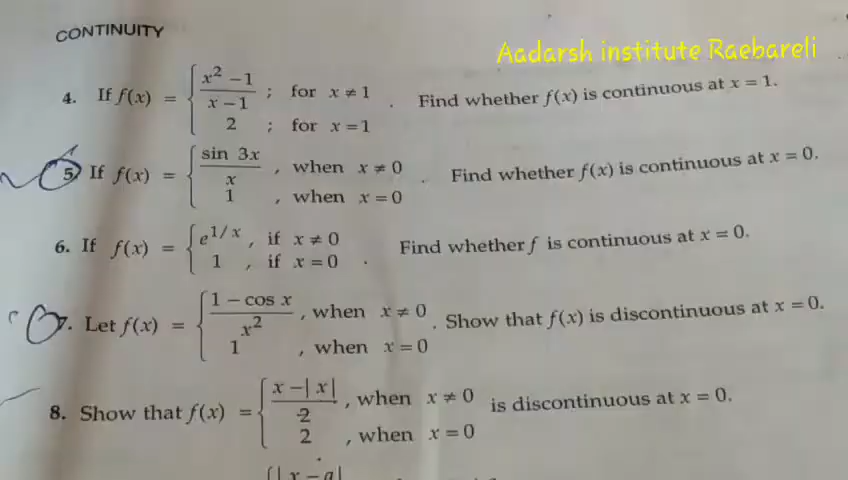 CONTINUITY
Aadarsh institute Raebareli
4. If f(x) = { (x² − 1)/(x − 1) ; for x ≠ 1
2 ; for x = 1 . Find whether f(x) is continuous at x = 1.
5. If f(x) = { sin 3x / x , when x ≠ 0
1 , when x = 0 . Find whether f(x) is continuous at x = 0.
6. If f(x) = { e^1/x , if x ≠ 0
1 , if x = 0 . Find whether f is continuous at x = 0.
7. Let f(x) = { (1 − cos x)/x² , when x ≠ 0
1 , when x = 0 . Show that f(x) is discontinuous at x = 0.
8. Show that f(x) = { (x − |x|)/2 , when x ≠ 0
2 , when x = 0 is discontinuous at x = 0.
{ |x − a|